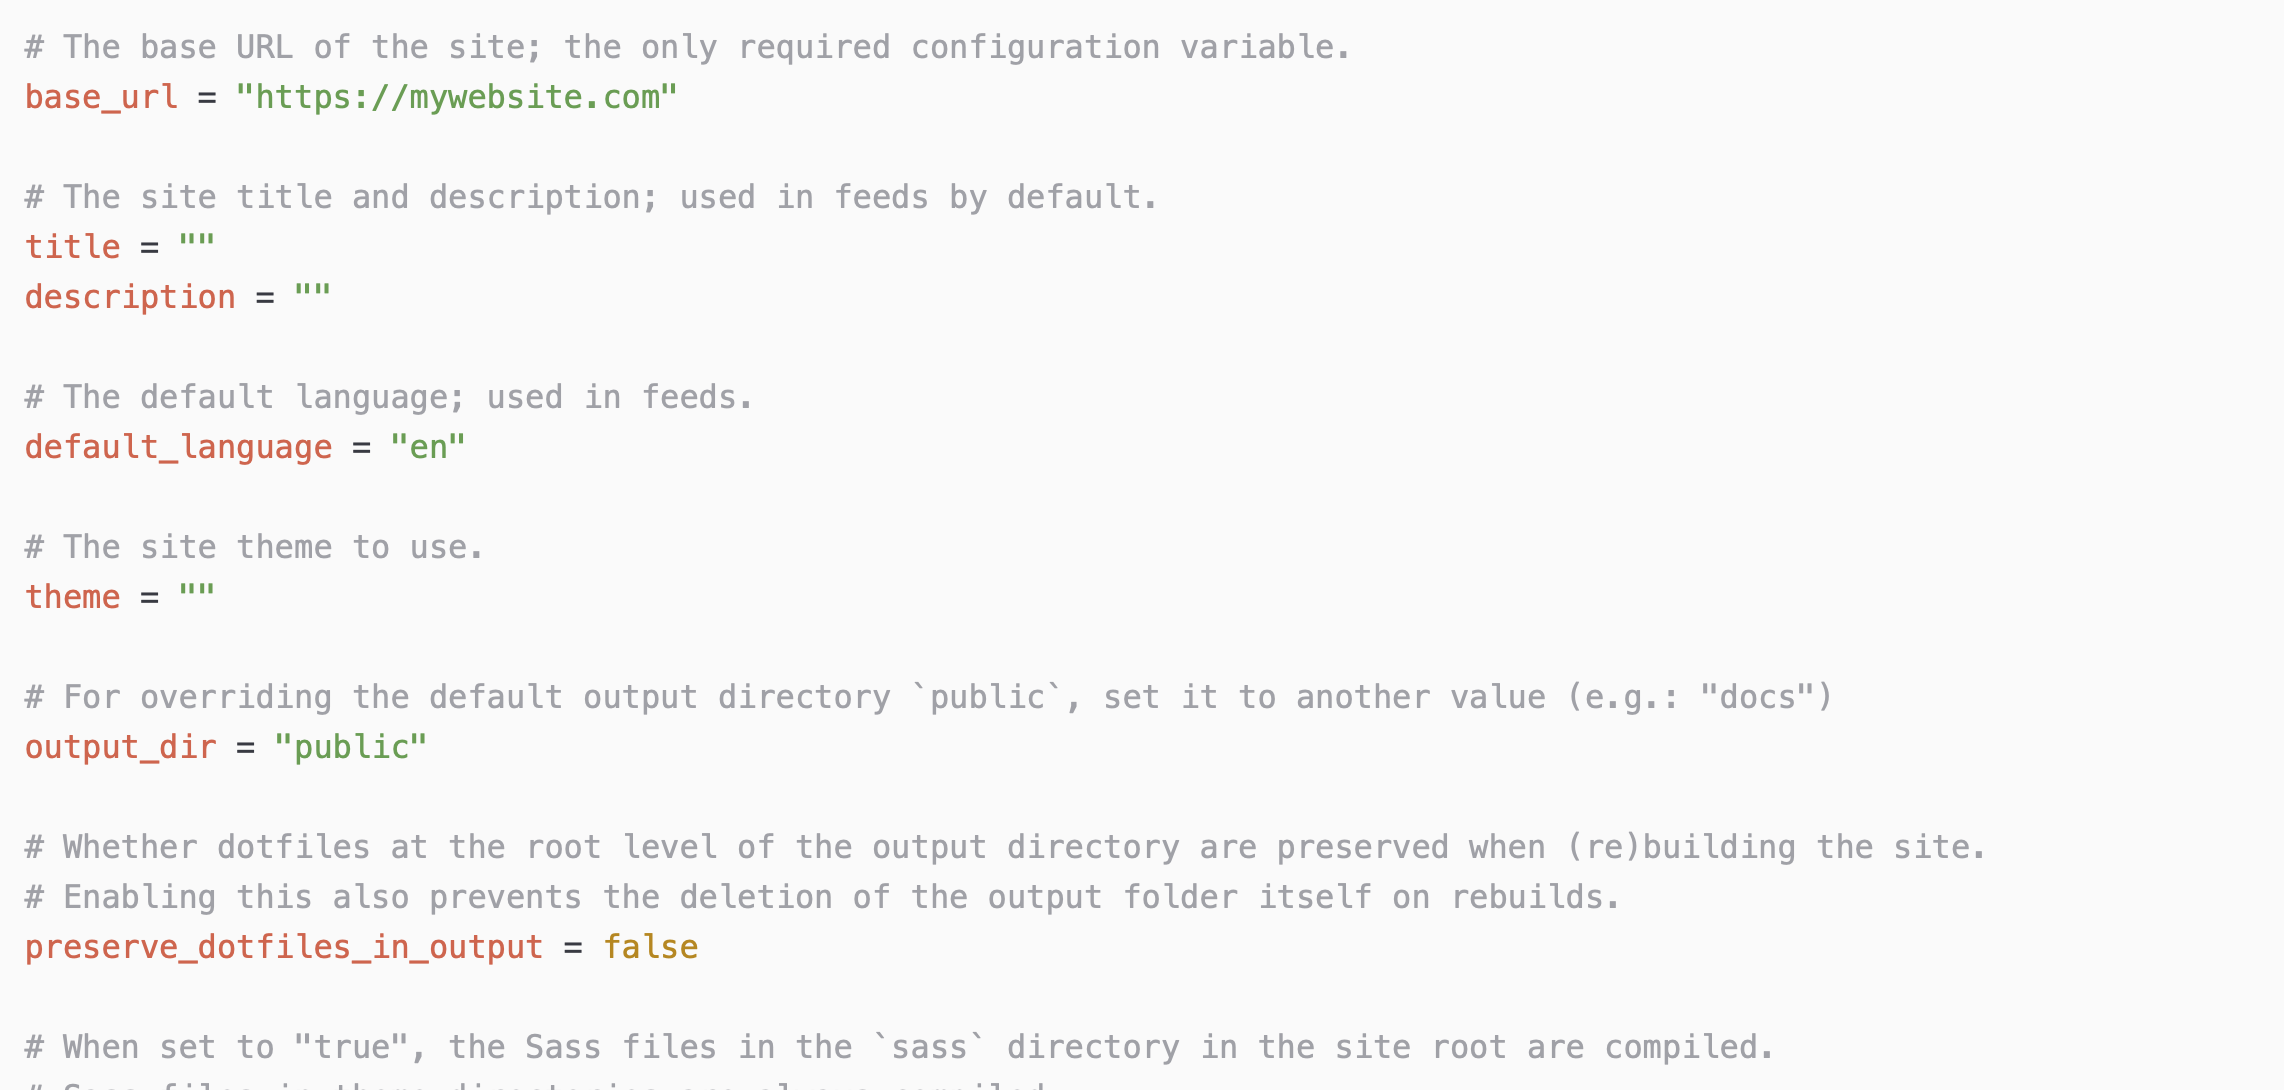 # The base URL of the site; the only required configuration variable.
base_url = "https://mywebsite.com"
# The site title and description; used in feeds by default.
title = ""
description = ""
# The default language; used in feeds.
default_language = "en"
# The site theme to use.
theme = ""
# For overriding the default output directory `public`, set it to another value (e.g.: "docs")
output_dir = "public"
# Whether dotfiles at the root level of the output directory are preserved when (re)building the site.
# Enabling this also prevents the deletion of the output folder itself on rebuilds.
preserve_dotfiles_in_output = false
# When set to "true", the Sass files in the `sass` directory in the site root are compiled.